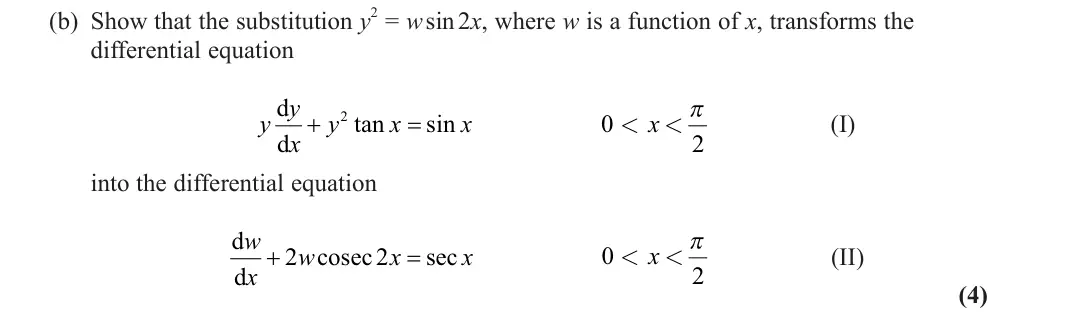 (b) Show that the substitution y² = w sin 2x, where w is a function of x, transforms the
differential equation
y dy/dx + y² tan x = sin x 0 < x < π/2 (I)
into the differential equation
dw/dx + 2w cosec 2x = sec x 0 < x < π/2 (II)
(4)